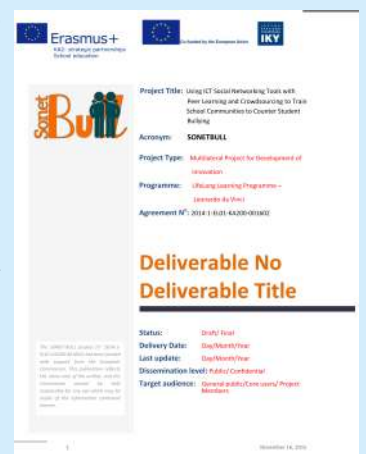 Erasmus+
KA2: strategic partnerships
School education
Co-funded by the European Union
IKY
Sonet
Bull
Project Title: Using ICT Social Networking Tools with
Peer Learning and Crowdsourcing to Train
School Communities to Counter Student
Bullying
Acronym: SONETBULL
Project Type: Multilateral Project for Development of
Innovation
Programme: LifeLong Learning Programme –
Leonardo da Vinci
Agreement Nº: 2014-1-EL01-KA200-001602
Deliverable No
Deliverable Title
Status: Draft/ Final
Delivery Date: Day/Month/Year
Last update: Day/Month/Year
Dissemination level: Public/ Confidential
Target audience: General public/Core users/ Project
Members
November 16, 2016